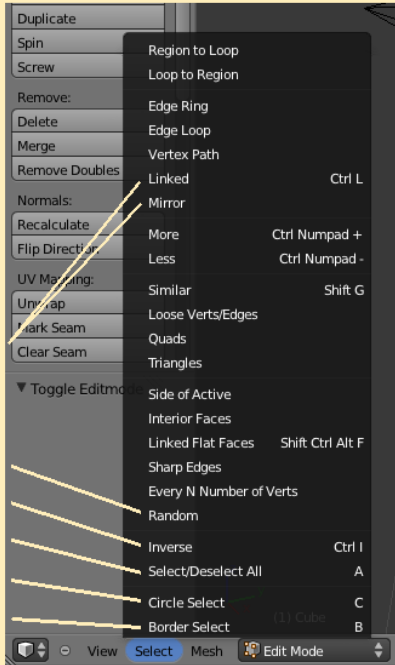 Duplicate
Spin
Screw
Remove:
Delete
Merge
Remove Doubles
Normals:
Recalculate
Flip Direction
UV Mapping:
Mark Seam
Clear Seam
Toggle Editmode
Region to Loop
Loop to Region
Edge Ring
Edge Loop
Vertex Path
Linked Ctrl L
Mirror
More Ctrl Numpad +
Less Ctrl Numpad -
Similar Shift G
Loose Verts/Edges
Quads
Triangles
Side of Active
Interior Faces
Linked Flat Faces Shift Ctrl Alt F
Sharp Edges
Every N Number of Verts
Random
Inverse Ctrl I
Select/Deselect All A
Circle Select C
(1) Cube
Border Select B
View Select Mesh Edit Mode